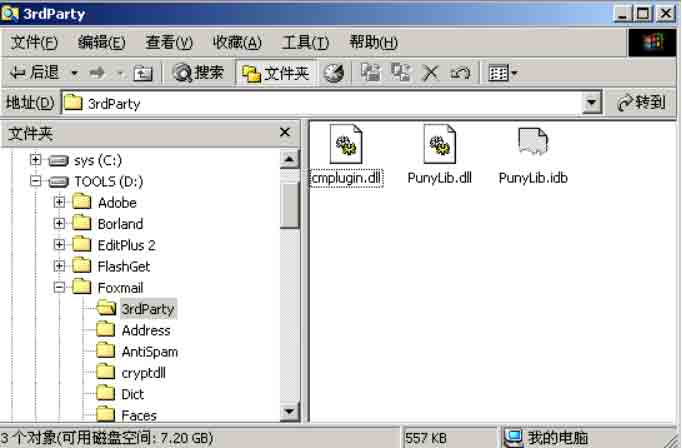 3rdParty
文件(F) 编辑(E) 查看(V) 收藏(A) 工具(T) 帮助(H)
后退 搜索 文件夹
地址(D) 3rdParty 转到
文件夹
sys (C:)
TOOLS (D:)
Adobe
Borland
EditPlus 2
FlashGet
Foxmail
3rdParty
Address
AntiSpam
cryptdll
Dict
Faces
cmplugin.dll PunyLib.dll PunyLib.idb
3 个对象(可用磁盘空间: 7.20 GB) 557 KB 我的电脑